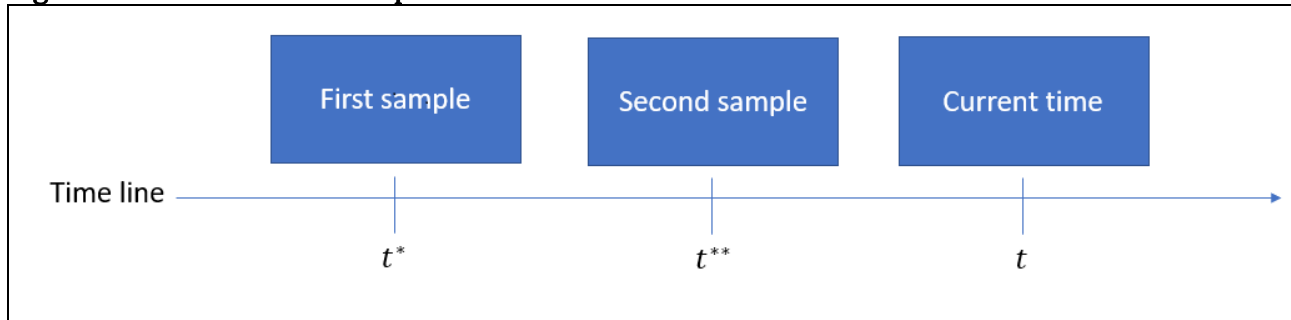 First sample
Second sample
Current time
Time line
t*
t**
t